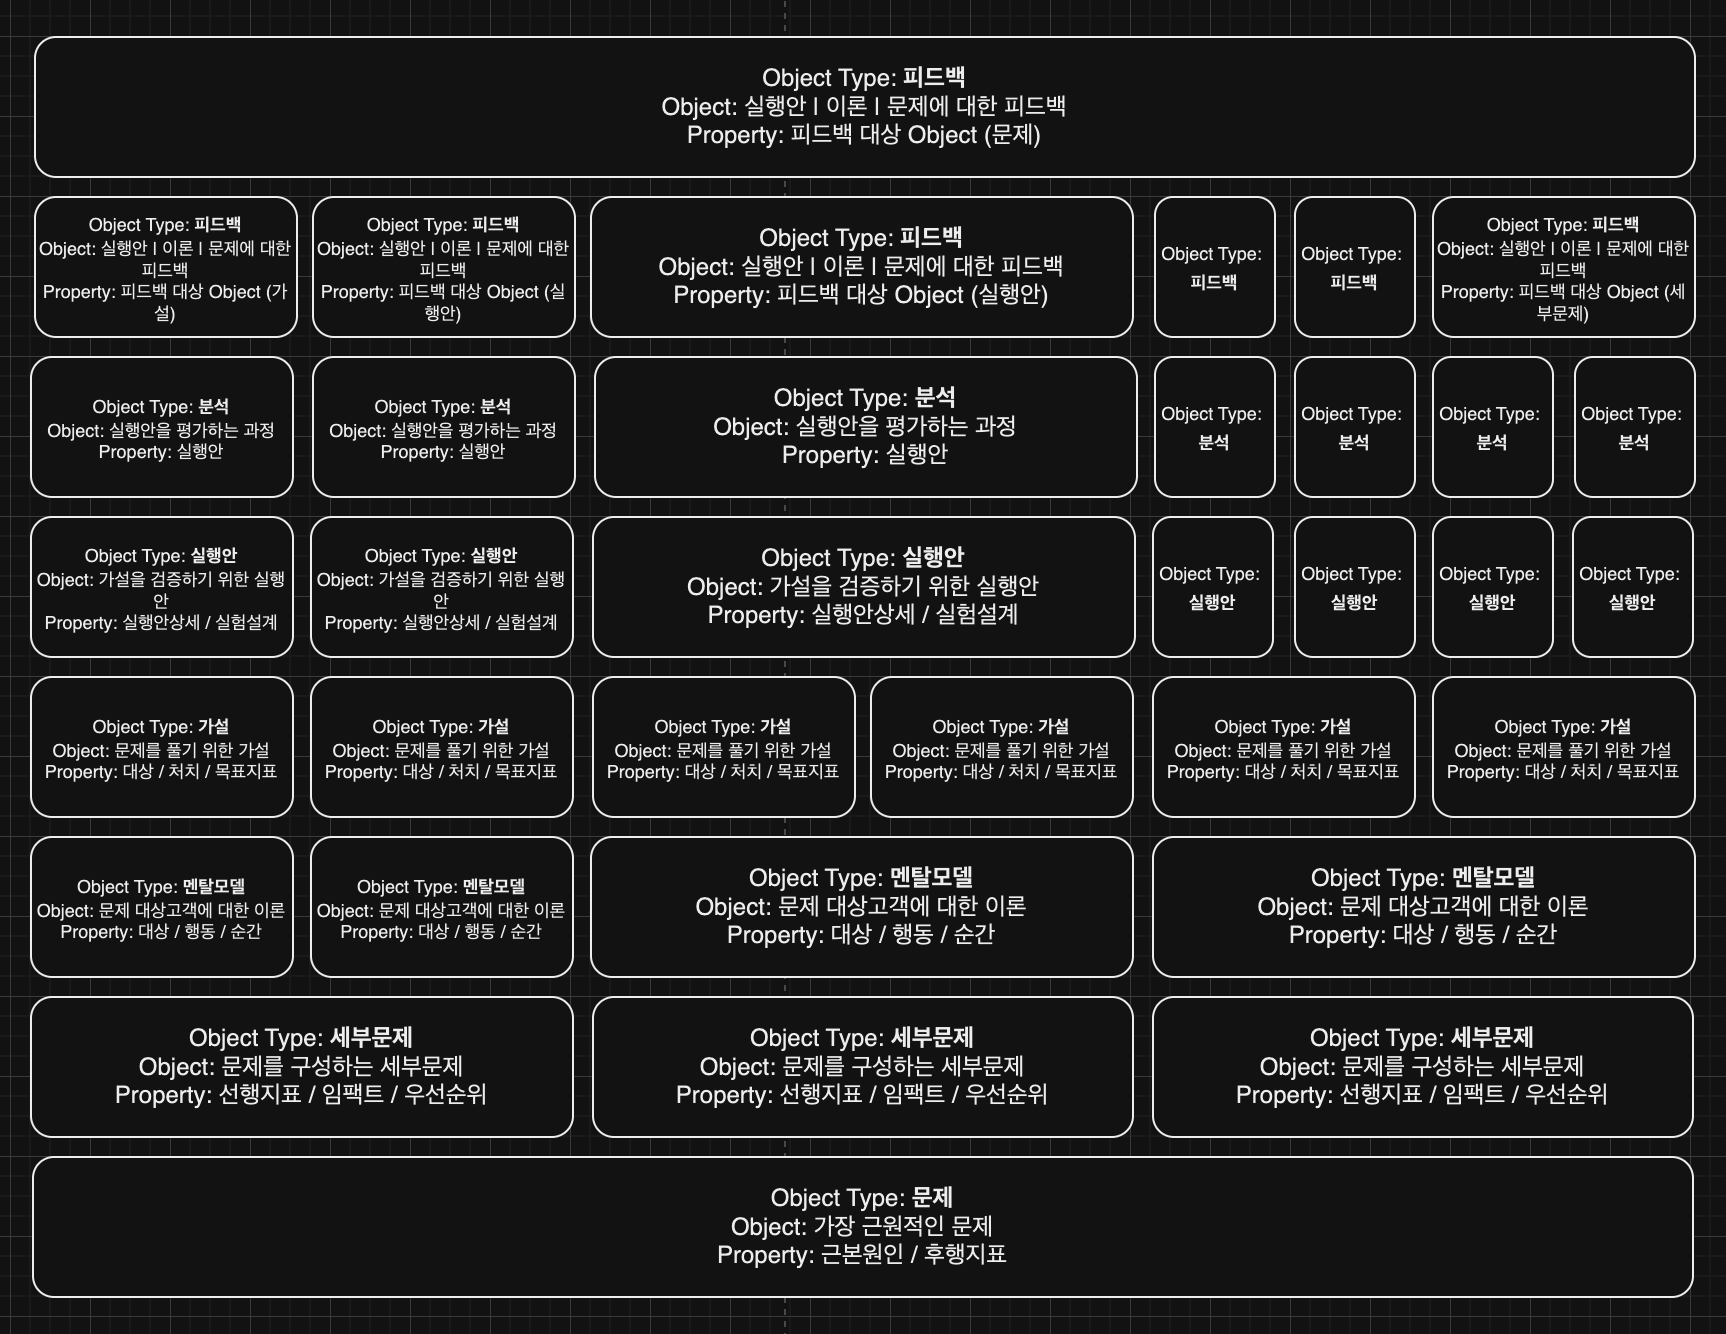 Object Type: 피드백
Object: 실행안 | 이론 | 문제에 대한 피드백
Property: 피드백 대상 Object (문제)
Object Type: 피드백
Object: 실행안 | 이론 | 문제에 대한
피드백
Property: 피드백 대상 Object (가
설)
Object Type: 피드백
Object: 실행안 | 이론 | 문제에 대한
피드백
Property: 피드백 대상 Object (실
행안)
Object Type: 피드백
Object: 실행안 | 이론 | 문제에 대한 피드백
Property: 피드백 대상 Object (실행안)
Object Type:
피드백
Object Type:
피드백
Object Type: 피드백
Object: 실행안 | 이론 | 문제에 대한
피드백
Property: 피드백 대상 Object (세
부문제)
Object Type: 분석
Object: 실행안을 평가하는 과정
Property: 실행안
Object Type: 분석
Object: 실행안을 평가하는 과정
Property: 실행안
Object Type: 분석
Object: 실행안을 평가하는 과정
Property: 실행안
Object Type:
분석
Object Type:
분석
Object Type:
분석
Object Type:
분석
Object Type: 실행안
Object: 가설을 검증하기 위한 실행
안
Property: 실행안상세 / 실험설계
Object Type: 실행안
Object: 가설을 검증하기 위한 실행
안
Property: 실행안상세 / 실험설계
Object Type: 실행안
Object: 가설을 검증하기 위한 실행안
Property: 실행안상세 / 실험설계
Object Type:
실행안
Object Type:
실행안
Object Type:
실행안
Object Type:
실행안
Object Type: 가설
Object: 문제를 풀기 위한 가설
Property: 대상 / 처치 / 목표지표
Object Type: 가설
Object: 문제를 풀기 위한 가설
Property: 대상 / 처치 / 목표지표
Object Type: 가설
Object: 문제를 풀기 위한 가설
Property: 대상 / 처치 / 목표지표
Object Type: 가설
Object: 문제를 풀기 위한 가설
Property: 대상 / 처치 / 목표지표
Object Type: 가설
Object: 문제를 풀기 위한 가설
Property: 대상 / 처치 / 목표지표
Object Type: 가설
Object: 문제를 풀기 위한 가설
Property: 대상 / 처치 / 목표지표
Object Type: 멘탈모델
Object: 문제 대상고객에 대한 이론
Property: 대상 / 행동 / 순간
Object Type: 멘탈모델
Object: 문제 대상고객에 대한 이론
Property: 대상 / 행동 / 순간
Object Type: 멘탈모델
Object: 문제 대상고객에 대한 이론
Property: 대상 / 행동 / 순간
Object Type: 멘탈모델
Object: 문제 대상고객에 대한 이론
Property: 대상 / 행동 / 순간
Object Type: 세부문제
Object: 문제를 구성하는 세부문제
Property: 선행지표 / 임팩트 / 우선순위
Object Type: 세부문제
Object: 문제를 구성하는 세부문제
Property: 선행지표 / 임팩트 / 우선순위
Object Type: 세부문제
Object: 문제를 구성하는 세부문제
Property: 선행지표 / 임팩트 / 우선순위
Object Type: 문제
Object: 가장 근원적인 문제
Property: 근본원인 / 후행지표